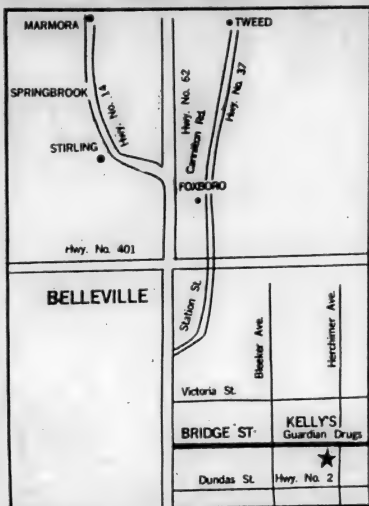 MARMORA
TWEED
SPRINGBROOK
Hwy. No. 14
Hwy. No. 62
Cannifton Rd.
Hwy. No. 37
STIRLING
FOXBORO
Hwy. No. 401
BELLEVILLE
Station St.
Bleeker Ave.
Herchimer Ave.
Victoria St.
BRIDGE ST.
KELLY'S
Guardian Drugs
Dundas St.
Hwy. No. 2